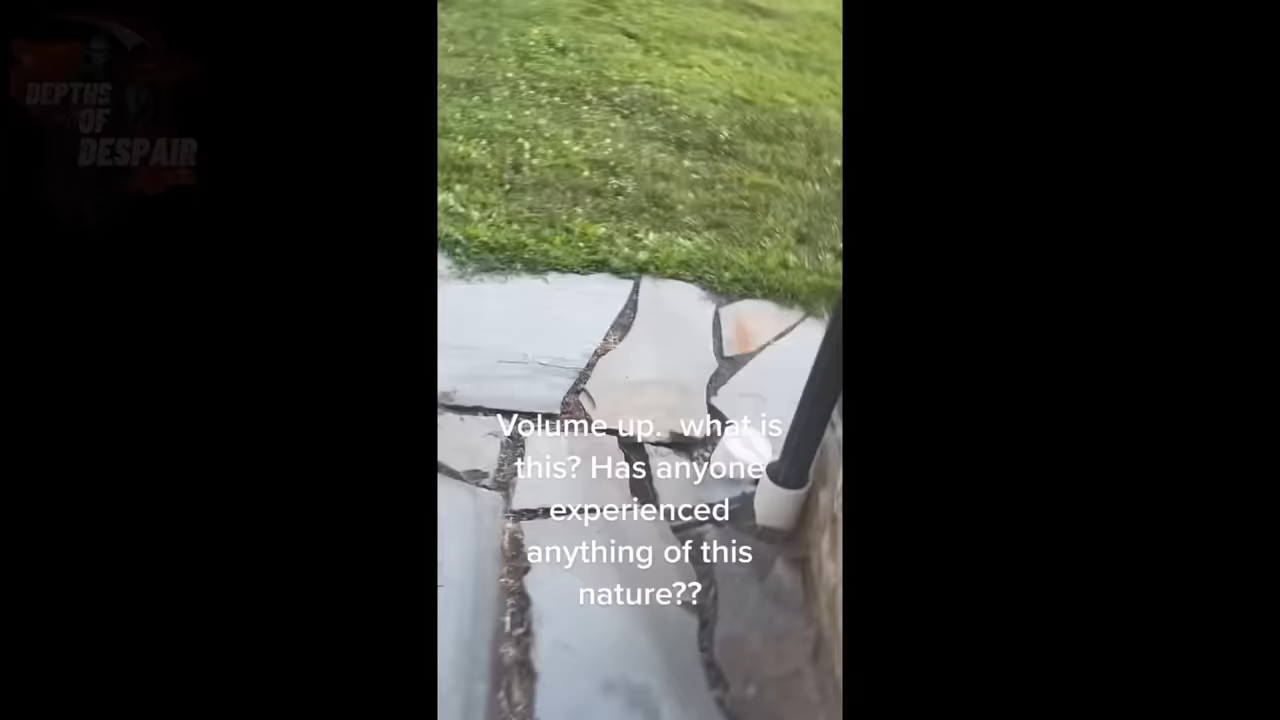 DEPTHS
OF
DESPAIR
Volume up.  what is
this? Has anyone
experienced
anything of this
nature??